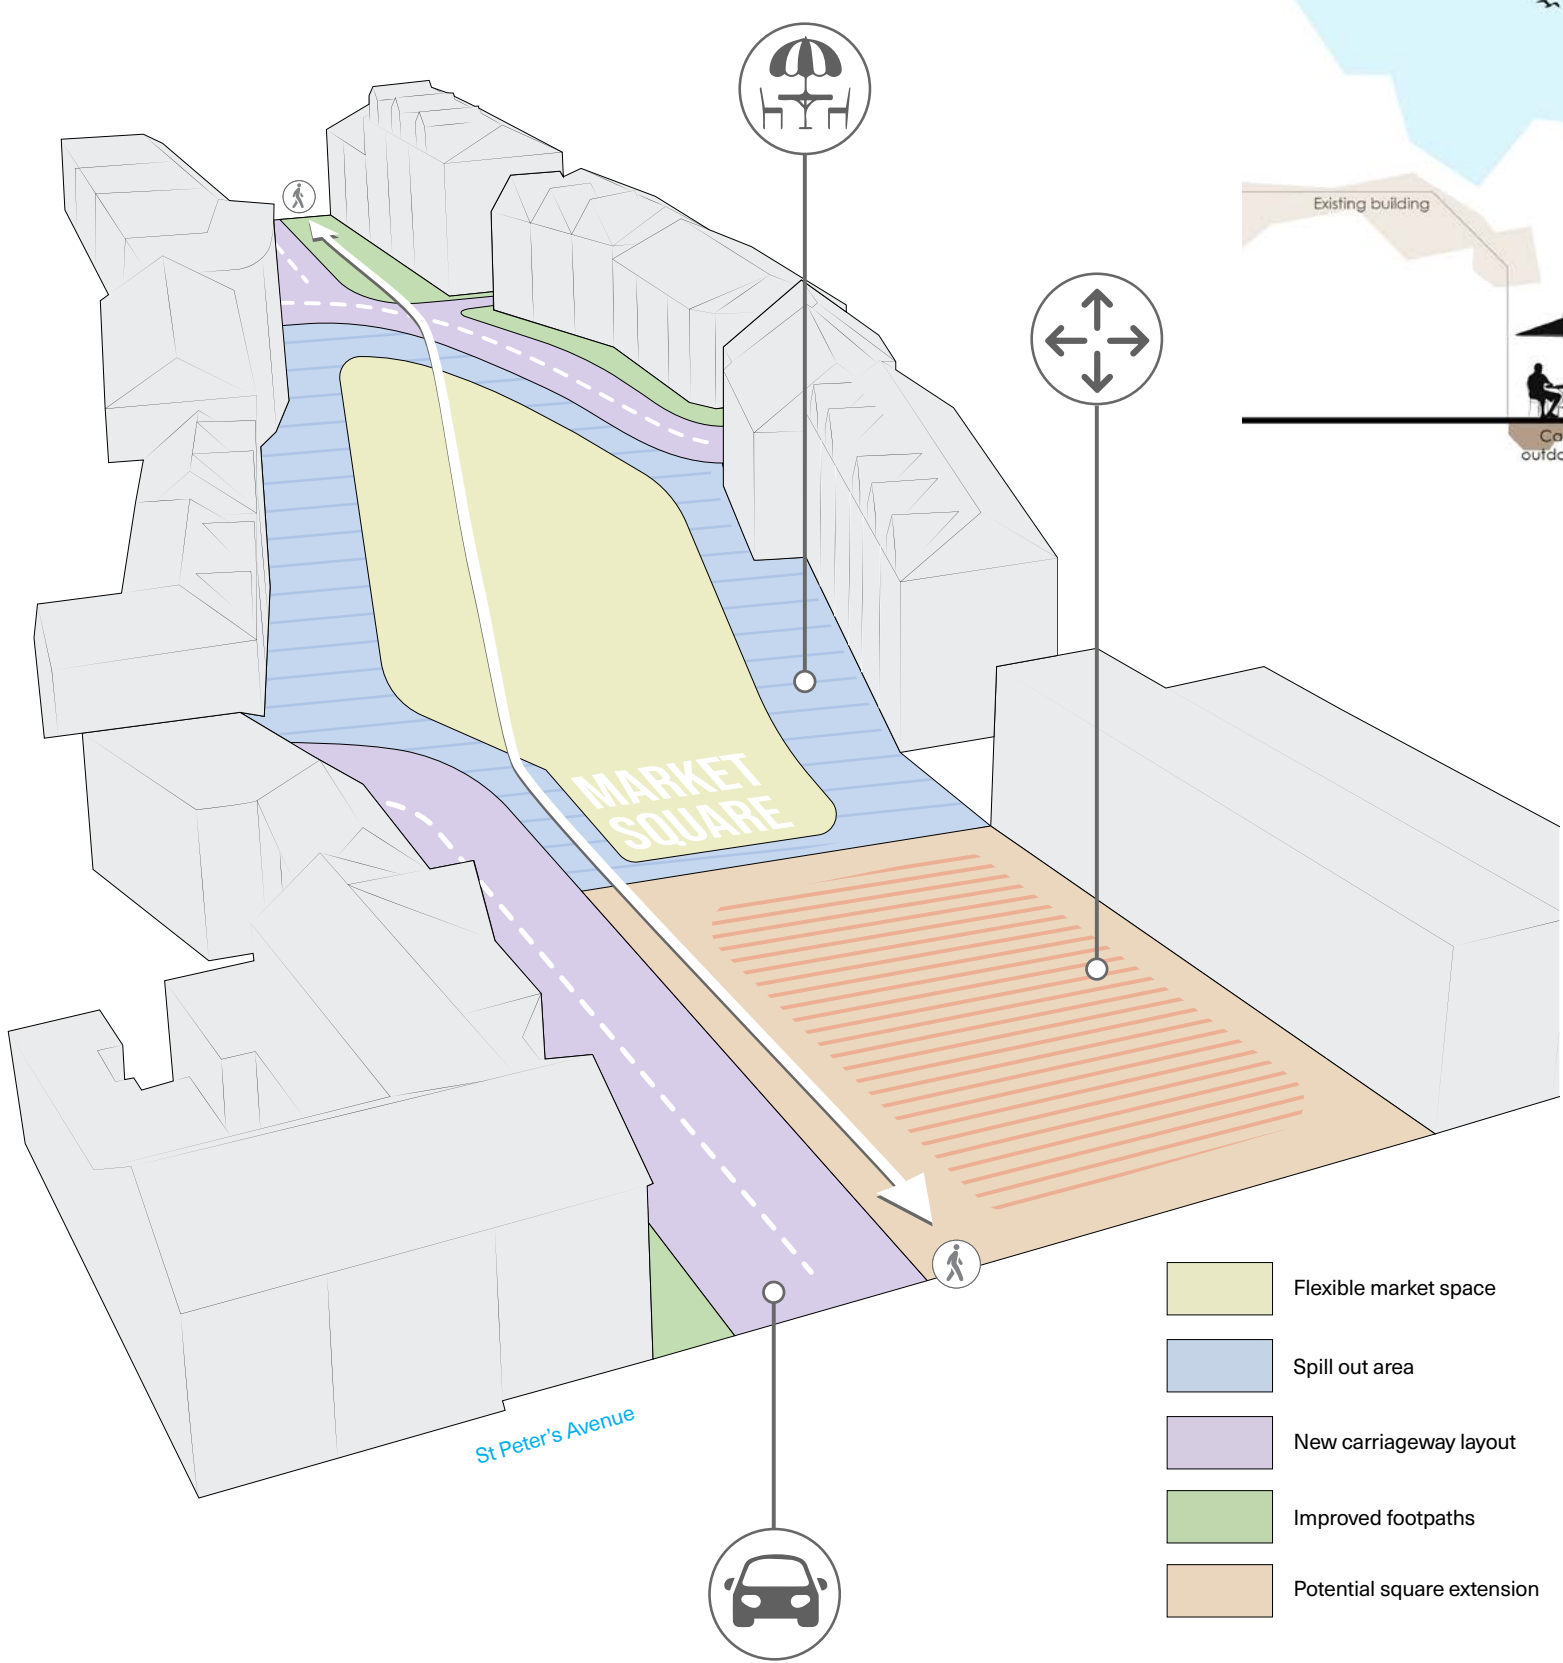 Existing building
MARKET
SQUARE
Flexible market space
Spill out area
New carriageway layout
Improved footpaths
Potential square extension
St Peter's Avenue